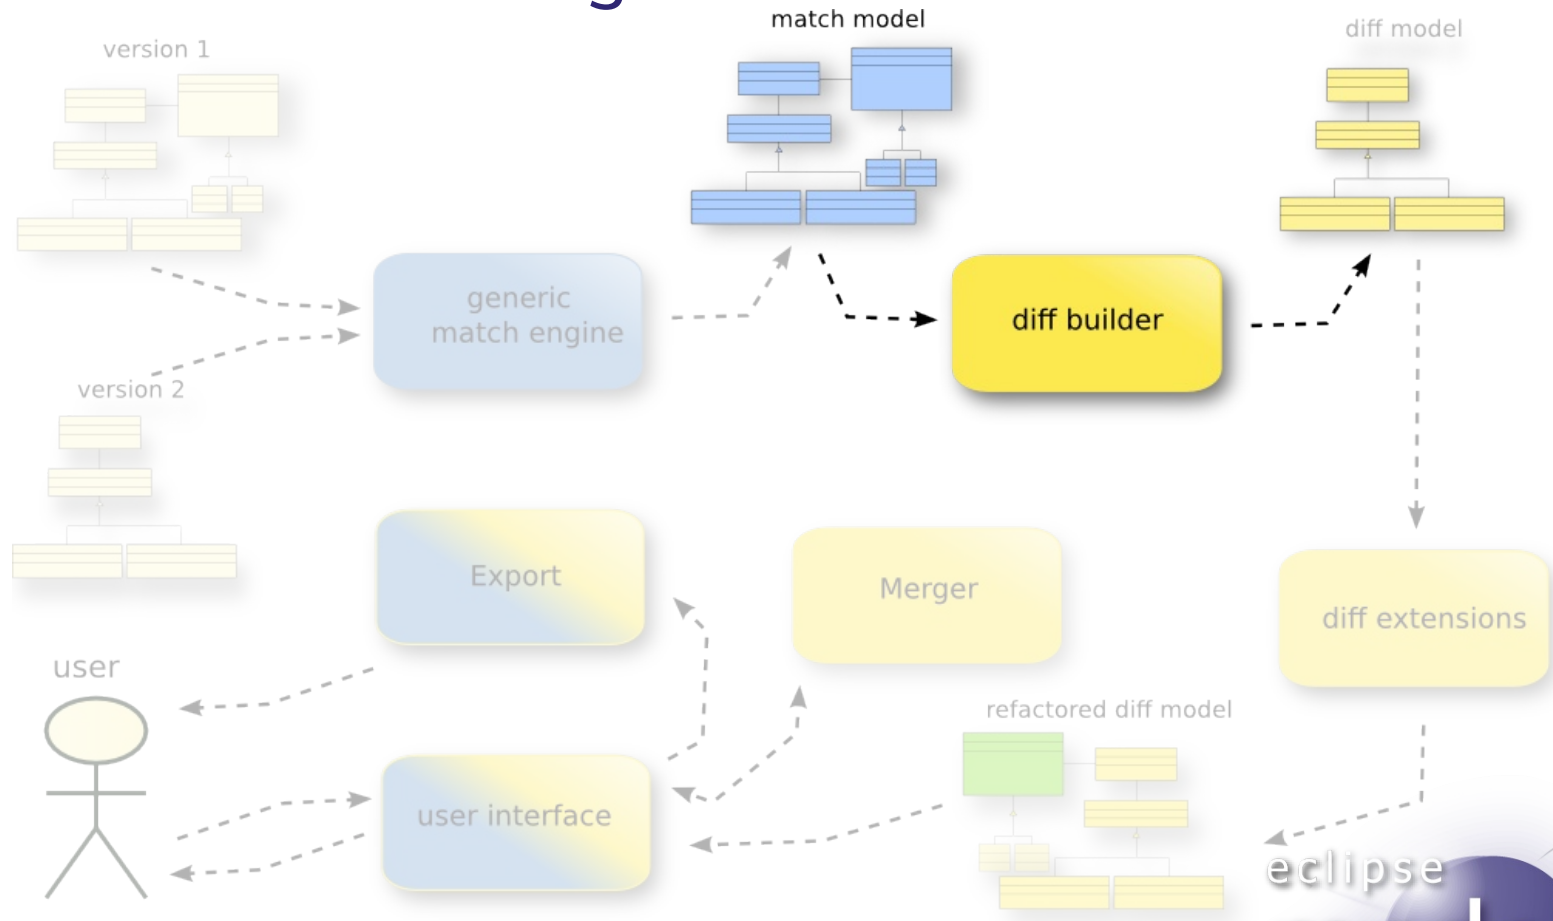 match model
diff model
version 1
generic
match engine
diff builder
version 2
Export
Merger
diff extensions
user
refactored diff model
user interface
eclipse